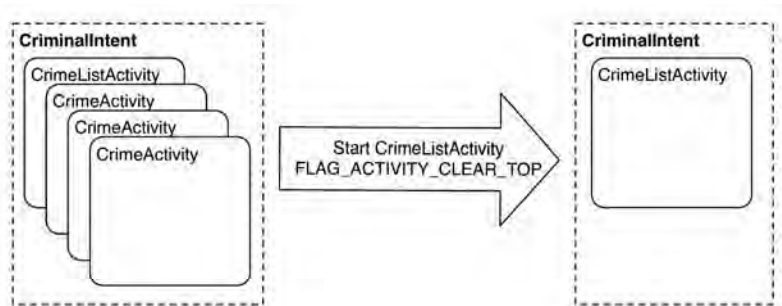 CriminalIntent
CrimeListActivity
CrimeActivity
CrimeActivity
CrimeActivity
Start CrimeListActivity
FLAG_ACTIVITY_CLEAR_TOP
CriminalIntent
CrimeListActivity